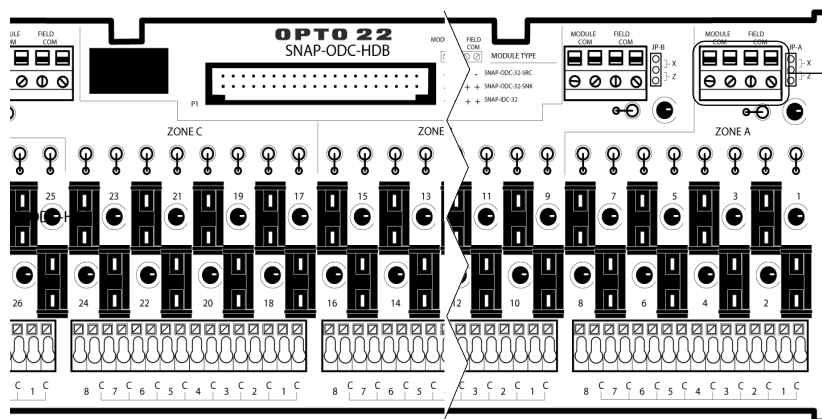 OPTO 22
SNAP-ODC-HDB
FIELD COM
FIELD COM
MODULE TYPE
SNAP-ODC-32-SRC
SNAP-ODC-32-SNK
SNAP-IDC-32
- 
+ +
+ +
MODULE COM
FIELD COM
JP-B
X
Z
MODULE COM
FIELD COM
JP-A
X
Z
P1
ZONE C
ZONE
ZONE A
25 23 21 19 17 15 13 11 9 7 5 3 1
26 24 22 20 18 16 14 12 10 8 6 4 2
C 1 C
8 C 7 C 6 C 5 C 4 C 3 C 2 C 1 C
8 C 7 C 6 C 5 C
C 3 C 2 C 1 C
8 C 7 C 6 C 5 C 4 C 3 C 2 C 1 C